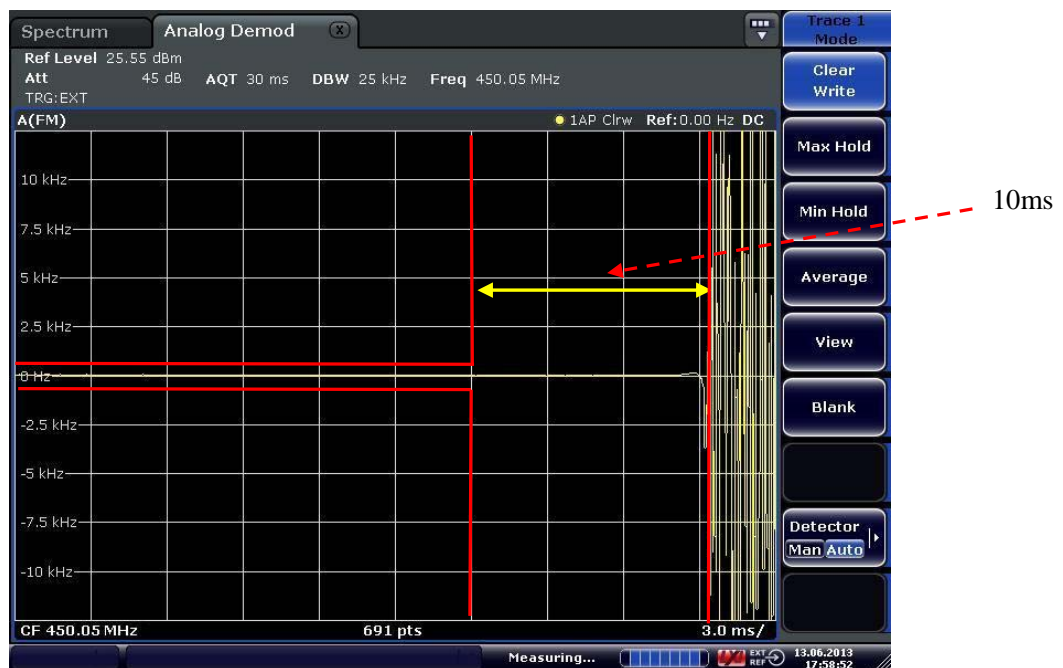 Spectrum Analog Demod X
Trace 1
Mode
Ref Level 25.55 dBm
Att 45 dB AQT 30 ms DBW 25 kHz Freq 450.05 MHz
TRG:EXT
Clear
Write
A(FM) 1AP Clrw Ref:0.00 Hz DC
Max Hold
10 kHz
Min Hold
10ms
7.5 kHz
5 kHz
Average
2.5 kHz
View
0 Hz
Blank
-2.5 kHz
-5 kHz
-7.5 kHz
Detector
Man Auto
-10 kHz
CF 450.05 MHz 691 pts 3.0 ms/
Measuring... EXT REF 13.06.2013
17:58:52